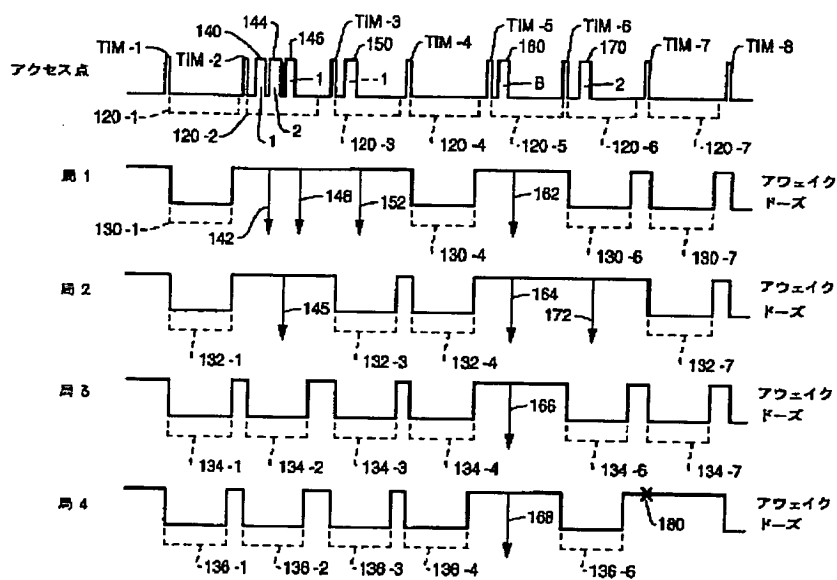 144
140 146 TIM-3 150 TIM-5 180 TIM-6
TIM-1 TIM-2 TIM-4 170 TIM-7 TIM-8
アクセス点
1 -1 B 2
120-1
120-2 1 2 120-3 120-4 120-5 120-6 120-7
局1 アウェイク
ドーズ
148 152 162
130-1 142 130-4 130-6 130-7
局2 アウェイク
ドーズ
145 164 172
132-1 132-3 132-4 132-7
局3 アウェイク
ドーズ
166
134-1 134-2 134-3 134-4 134-6 134-7
局4 アウェイク
ドーズ
168 180
136-1 136-2 136-3 136-4 136-6